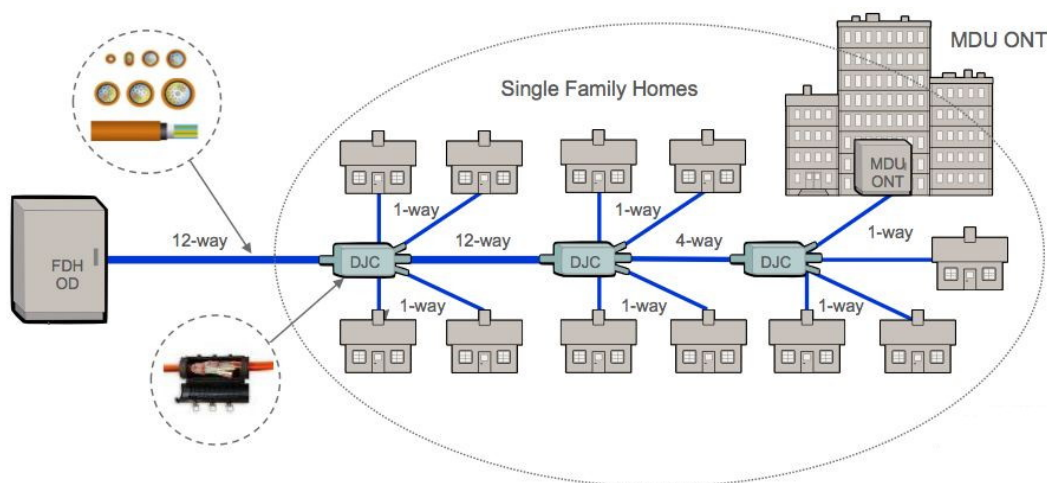 MDU ONT
Single Family Homes
MDU
ONT
1-way
1-way
12-way
12-way
4-way
1-way
FDH
OD
DJC
DJC
DJC
1-way
1-way
1-way